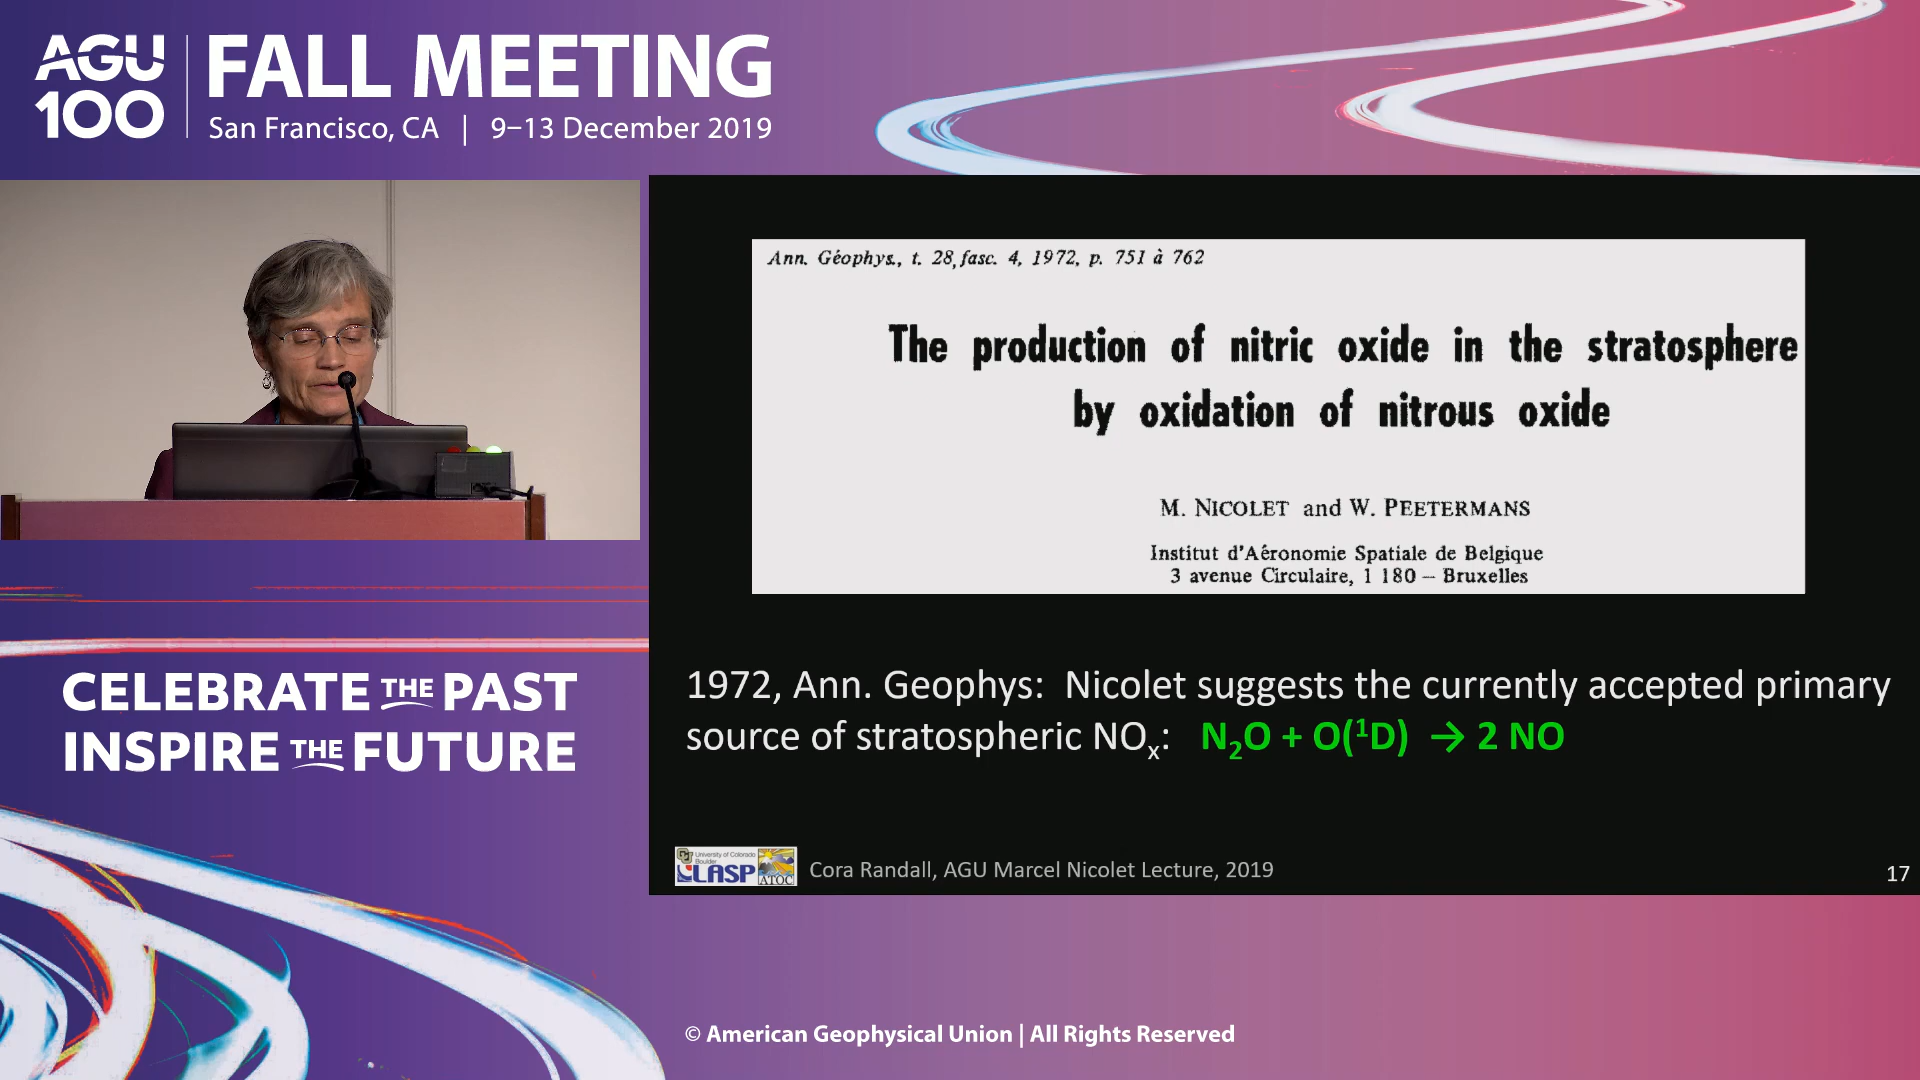 AGU
100
FALL MEETING
San Francisco, CA | 9–13 December 2019
Ann. Géophys., t. 28, fasc. 4, 1972, p. 751 à 762
The production of nitric oxide in the stratosphere
by oxidation of nitrous oxide
M. NICOLET and W. PEETERMANS
Institut d'Aéronomie Spatiale de Belgique
3 avenue Circulaire, 1 180 – Bruxelles
1972, Ann. Geophys: Nicolet suggests the currently accepted primary
source of stratospheric NOₓ: N₂O + O(¹D) → 2 NO
University of Colorado
Boulder
LASP
ATOC
Cora Randall, AGU Marcel Nicolet Lecture, 2019
17
CELEBRATE THE PAST
INSPIRE THE FUTURE
© American Geophysical Union | All Rights Reserved